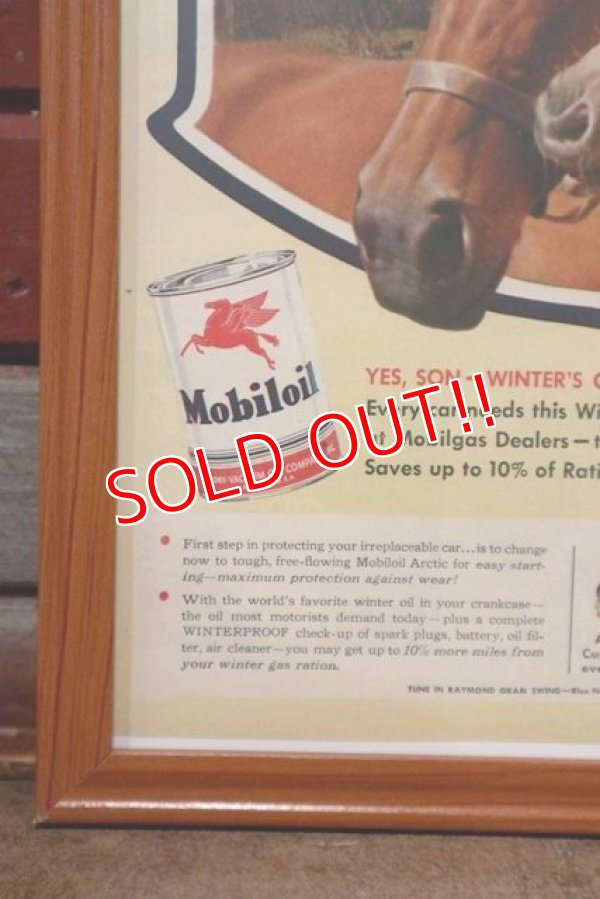 Mobiloil
YES, SON—WINTER'S
Every car needs this
at Mobilgas Dealers—
Saves up to 10% of
SOLD OUT!!
• First step in protecting your irreplaceable car...is to change
now to tough, free-flowing Mobiloil Arctic for easy start-
ing—maximum protection against wear!
• With the world's favorite winter oil in your crankcase—
the oil most motorists demand today—plus a complete
WINTERPROOF check-up of spark plugs, battery, oil fil-
ter, air cleaner—you may get up to 10% more miles from
your winter gas ration.
TUNE IN RAYMOND GRAM SWING—Blue